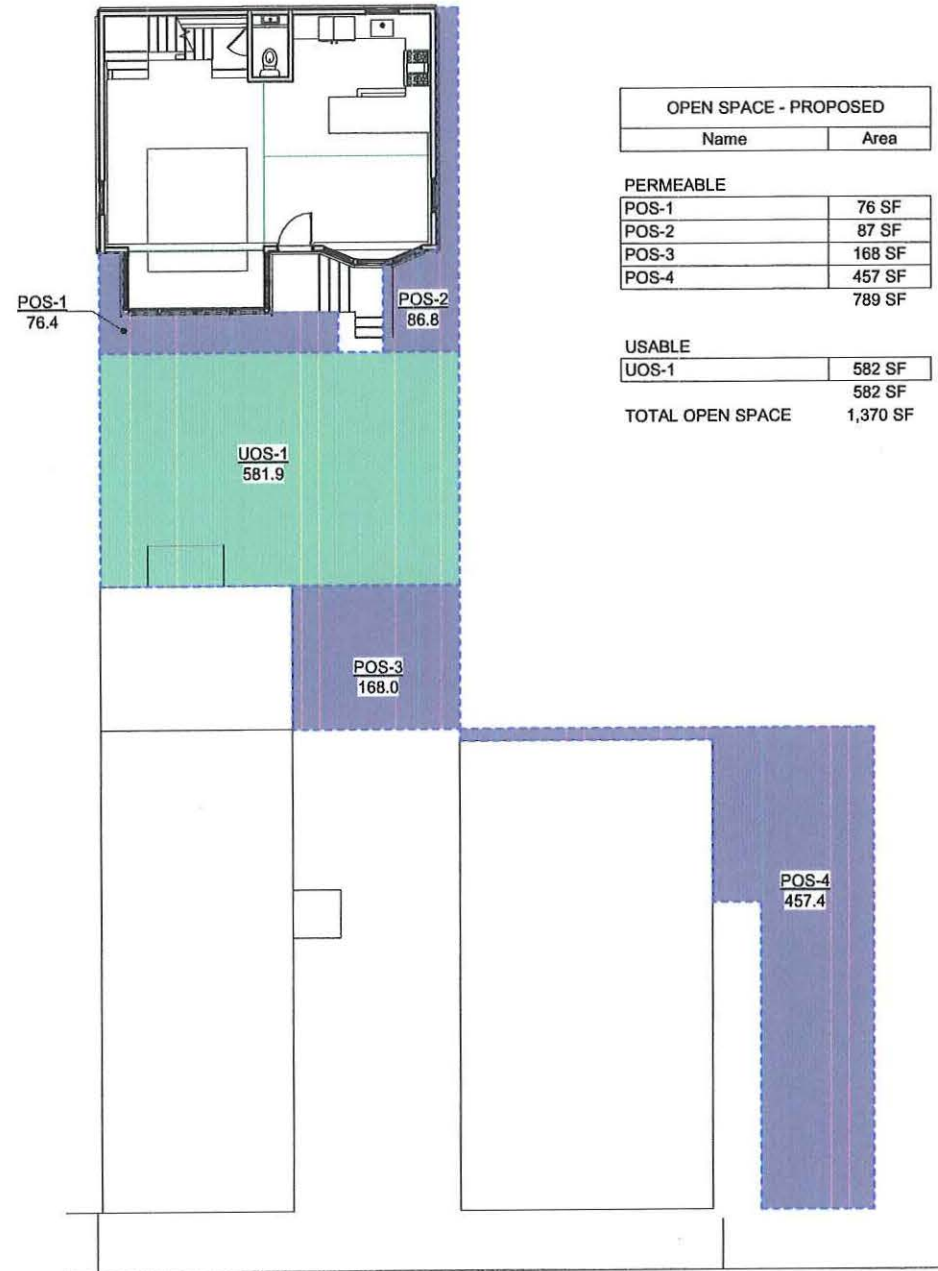 OPEN SPACE - PROPOSED
Name Area
PERMEABLE
POS-1 76 SF
POS-2 87 SF
POS-3 168 SF
POS-4 457 SF
789 SF
USABLE
UOS-1 582 SF
582 SF
TOTAL OPEN SPACE 1,370 SF
POS-1
76.4
POS-2
86.8
UOS-1
581.9
POS-3
168.0
POS-4
457.4